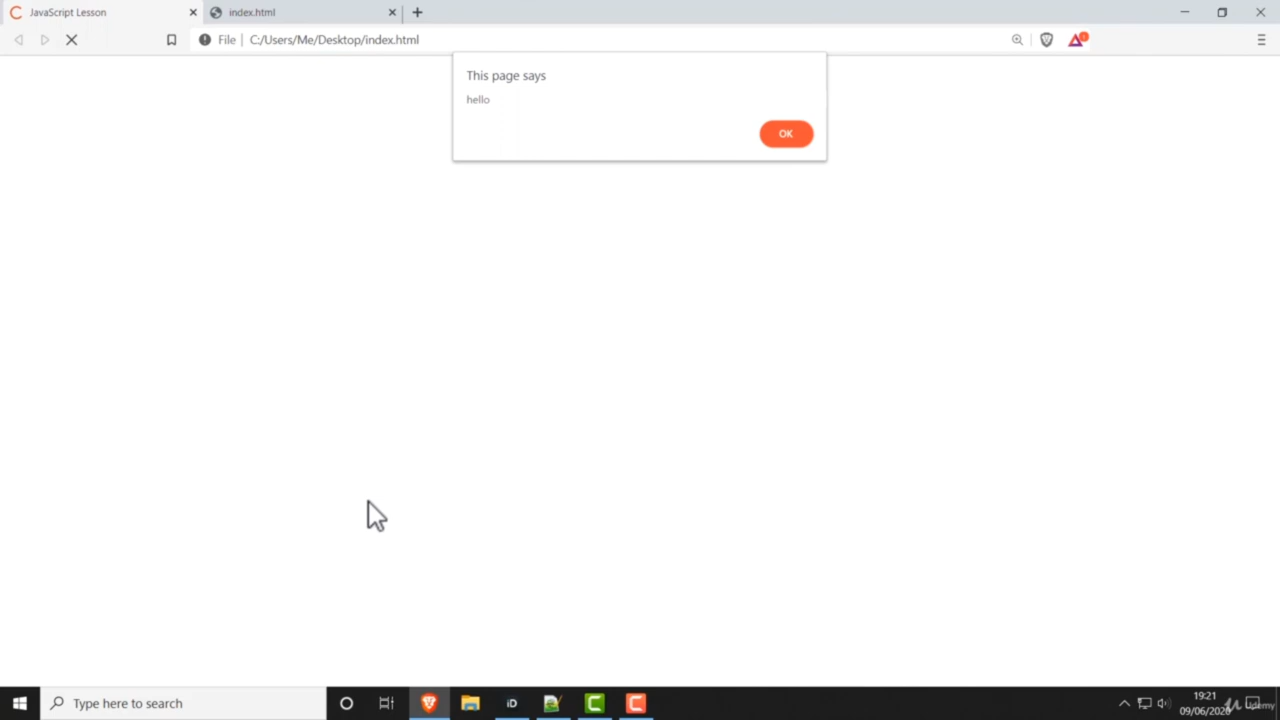 JavaScript Lesson
index.html
File | C:/Users/Me/Desktop/index.html
This page says
hello
OK
Type here to search
iD
19:21
09/06/2020
Udemy